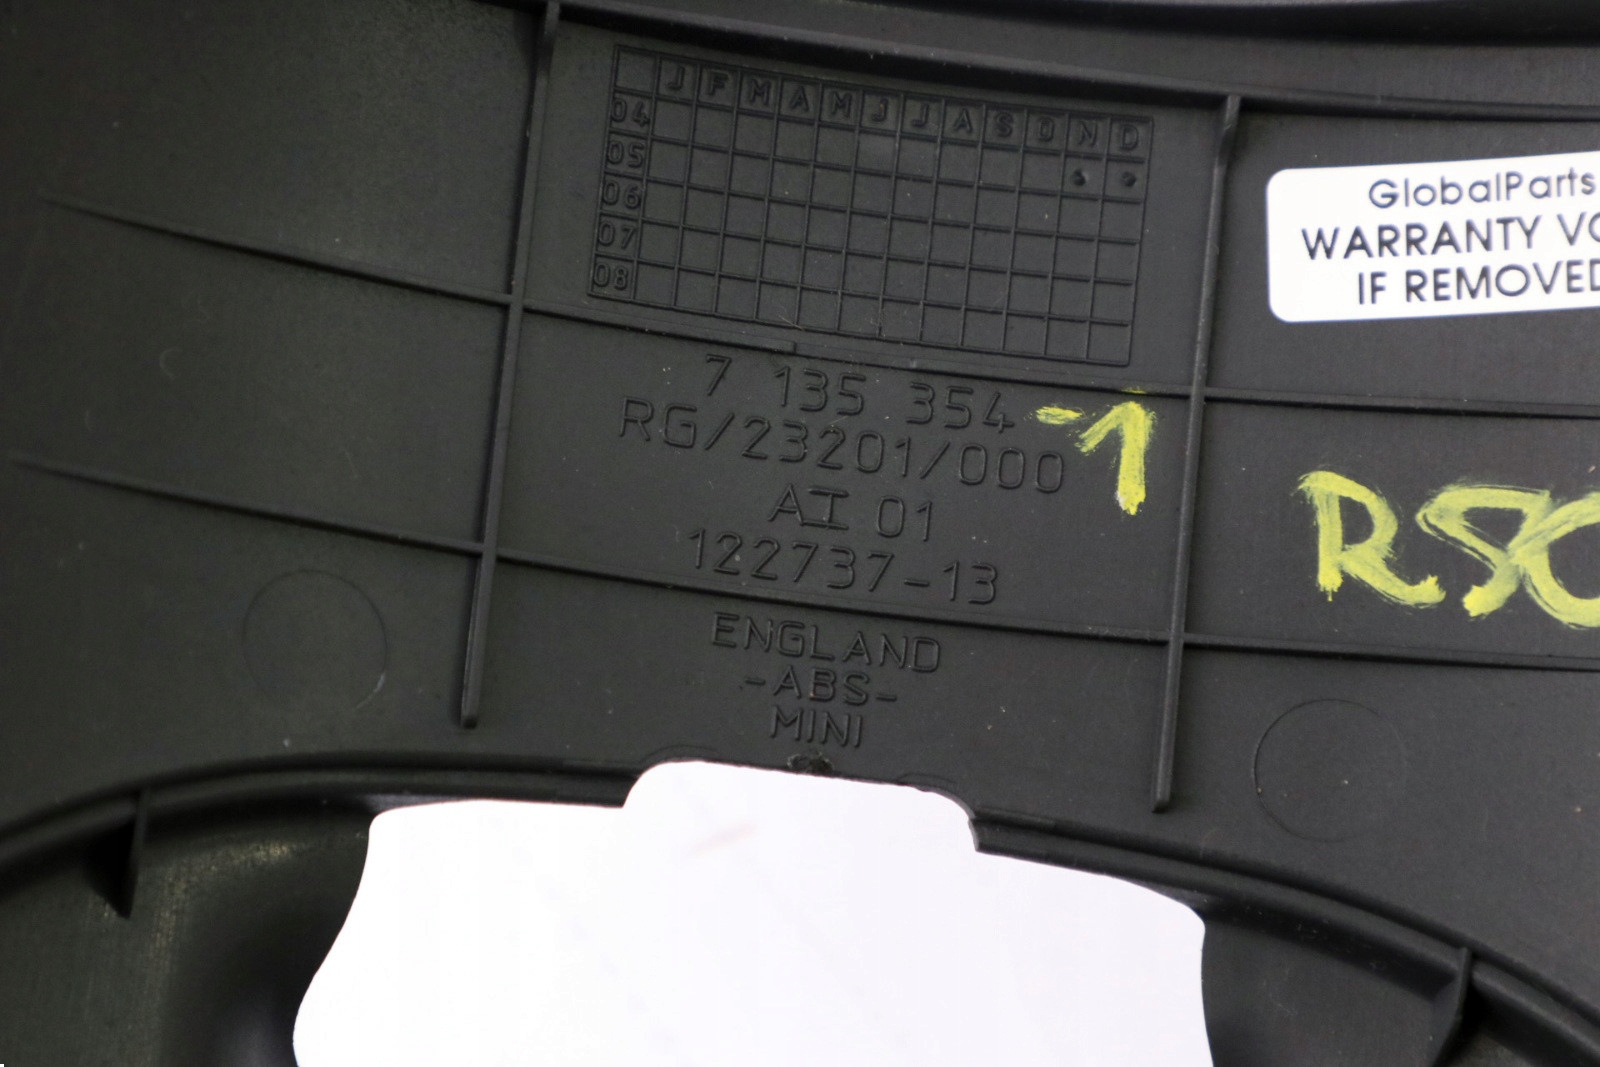 J F M A M J J A S O N D
04
05
06
07
08
7 135 354
RG/23201/000
AI 01
122737-13
ENGLAND
-ABS-
MINI
-1
GlobalParts
WARRANTY VO
IF REMOVED
R50